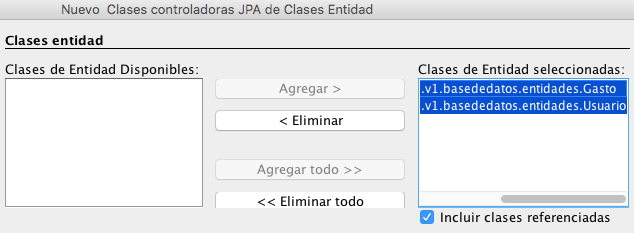 Nuevo Clases controladoras JPA de Clases Entidad
Clases entidad
Clases de Entidad Disponibles:
Clases de Entidad seleccionadas:
Agregar >
< Eliminar
Agregar todo >>
<< Eliminar todo
.v1.basededatos.entidades.Gasto
.v1.basededatos.entidades.Usuario
Incluir clases referenciadas